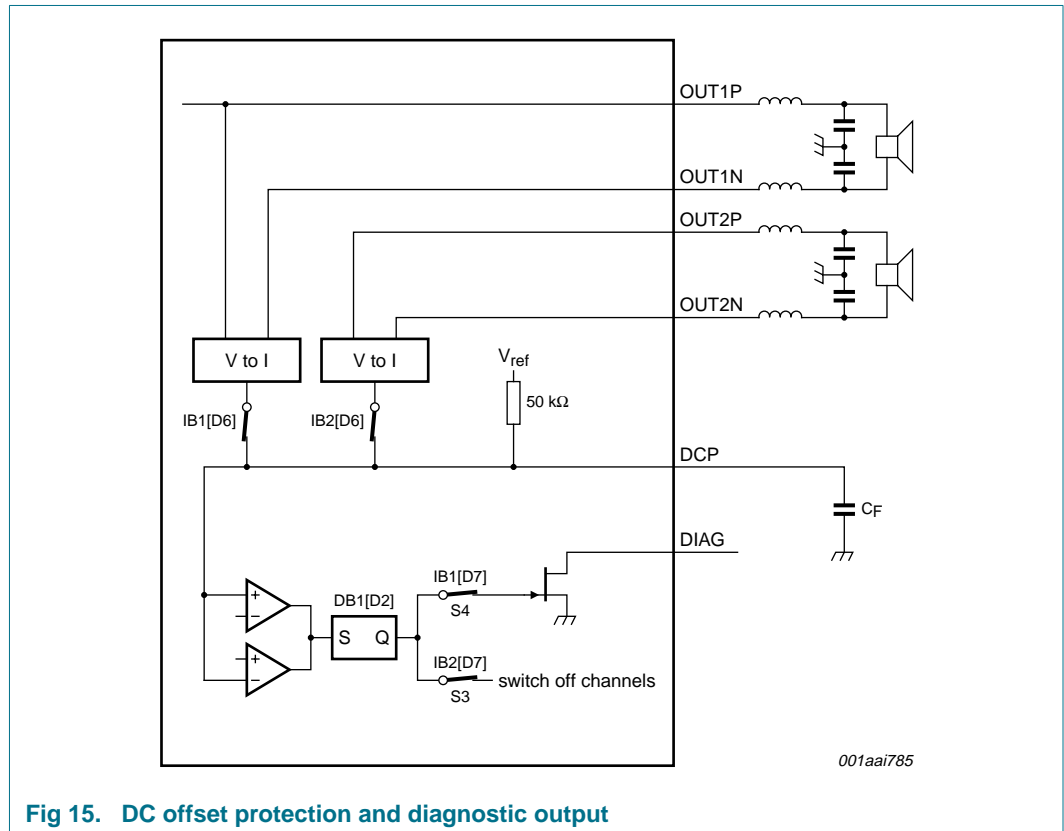 OUT1P
OUT1N
OUT2P
OUT2N
V to I
V to I
Vref
50 kΩ
IB1[D6]
IB2[D6]
DCP
CF
DIAG
IB1[D7]
DB1[D2]
S4
+
−
S Q
IB2[D7]
+
−
switch off channels
S3
001aai785
Fig 15. DC offset protection and diagnostic output